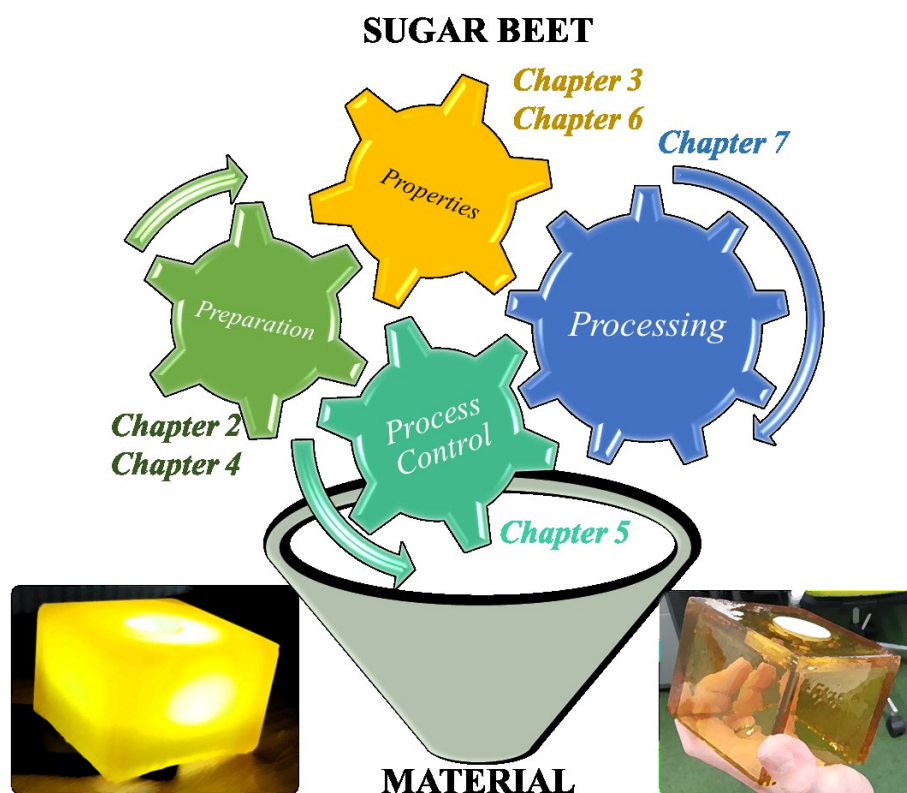 SUGAR BEET
Chapter 3
Chapter 6
Chapter 7
Properties
Preparation
Processing
Chapter 2
Chapter 4
Process
Control
Chapter 5
MATERIAL